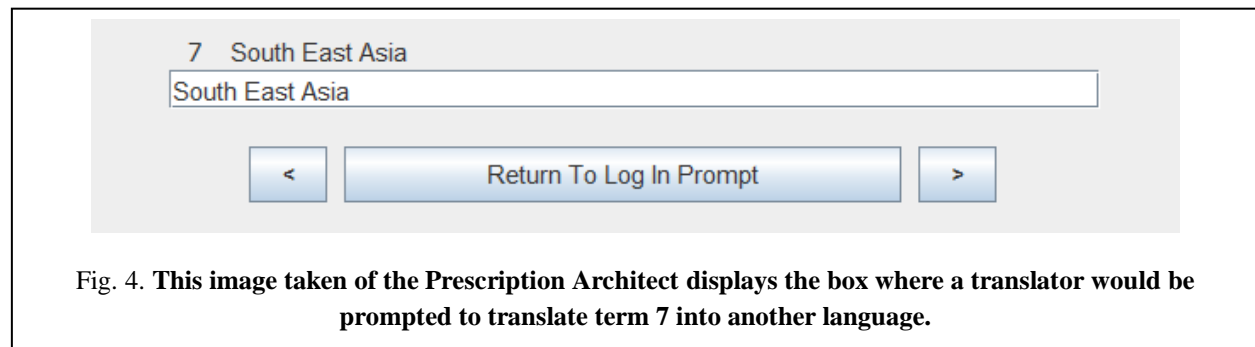 7 South East Asia
South East Asia
< Return To Log In Prompt >
Fig. 4. This image taken of the Prescription Architect displays the box where a translator would be
prompted to translate term 7 into another language.